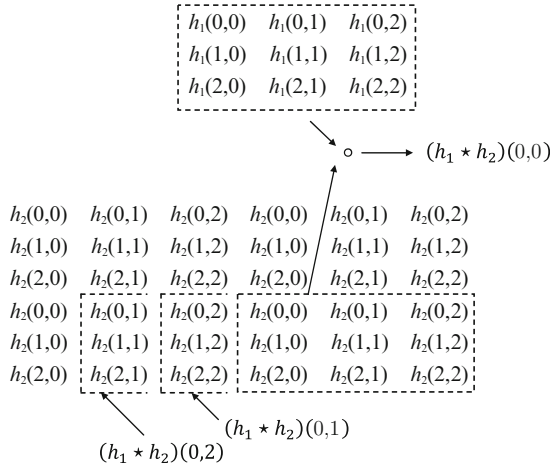 h₁(0,0) h₁(0,1) h₁(0,2)
h₁(1,0) h₁(1,1) h₁(1,2)
h₁(2,0) h₁(2,1) h₁(2,2)
(h₁ ⋆ h₂)(0,0)
h₂(0,0) h₂(0,1) h₂(0,2) h₂(0,0) h₂(0,1) h₂(0,2)
h₂(1,0) h₂(1,1) h₂(1,2) h₂(1,0) h₂(1,1) h₂(1,2)
h₂(2,0) h₂(2,1) h₂(2,2) h₂(2,0) h₂(2,1) h₂(2,2)
h₂(0,0) h₂(0,1) h₂(0,2) h₂(0,0) h₂(0,1) h₂(0,2)
h₂(1,0) h₂(1,1) h₂(1,2) h₂(1,0) h₂(1,1) h₂(1,2)
h₂(2,0) h₂(2,1) h₂(2,2) h₂(2,0) h₂(2,1) h₂(2,2)
(h₁ ⋆ h₂)(0,1)
(h₁ ⋆ h₂)(0,2)